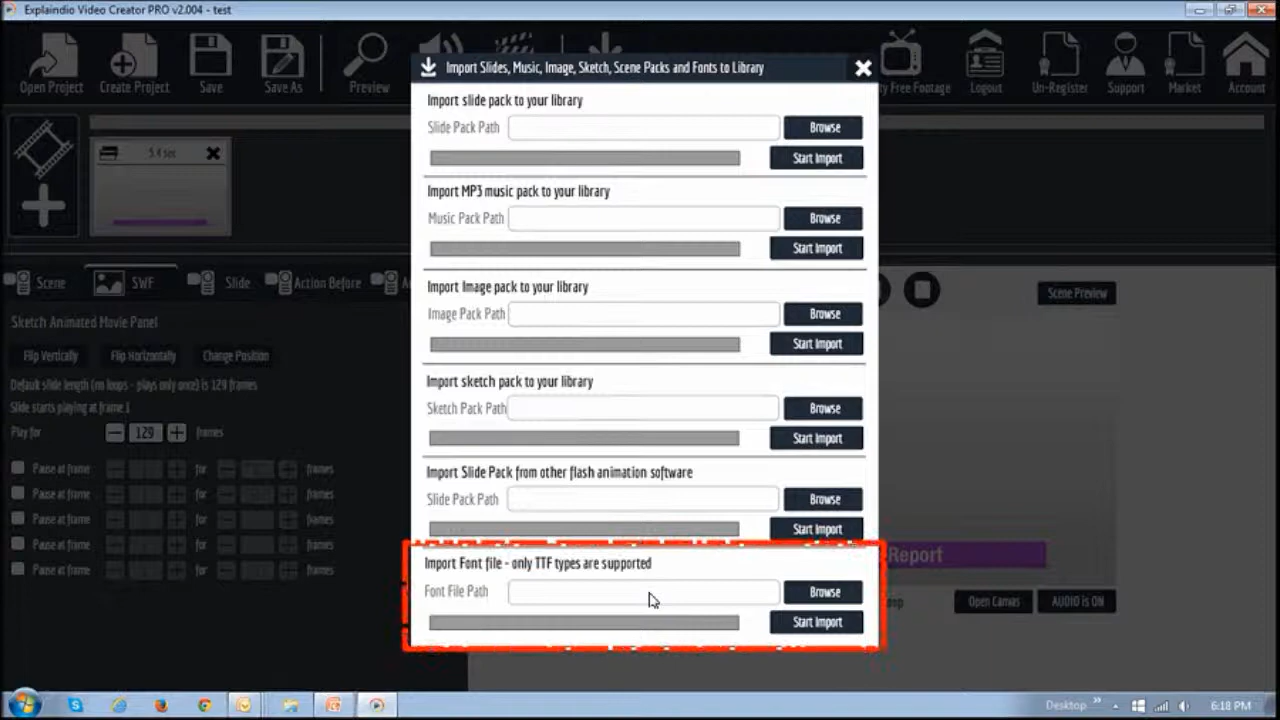 Explaindio Video Creator PRO v2.004 - test
Open Project
Create Project
Save
Save As
Preview
Free Footage
Logout
Un-Register
Support
Market
Account
Import Slides, Music, Image, Sketch, Scene Packs and Fonts to Library
5.4 sec
Import slide pack to your library
Slide Pack Path
Browse
Start Import
Import MP3 music pack to your library
Music Pack Path
Browse
Start Import
Import Image pack to your library
Image Pack Path
Browse
Start Import
Import sketch pack to your library
Sketch Pack Path
Browse
Start Import
Import Slide Pack from other flash animation software
Slide Pack Path
Browse
Start Import
Import Font file - only TTF types are supported
Font File Path
Browse
Start Import
Scene
SWF
Slide
Action Before
Scene Preview
Sketch Animated Movie Panel
Flip Vertically
Flip Horizontally
Change Position
Default slide length (no loops - plays only once) is 129 frames
Slide starts playing at frame 1
Play for 129 frames
Pause at frame for frames
Pause at frame for frames
Pause at frame for frames
Pause at frame for frames
Pause at frame for frames
Report
Open Canvas
AUDIO is ON
Desktop
6:18 PM